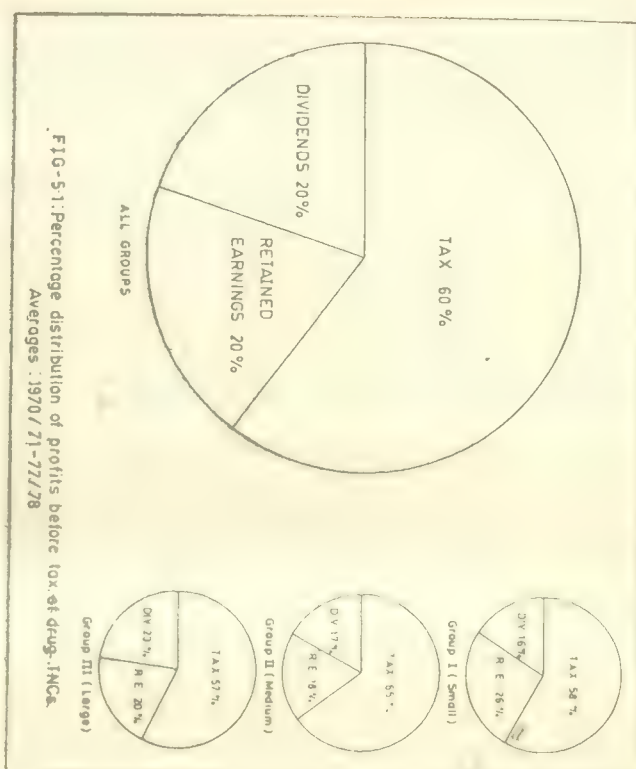 TAX 60%
DIVIDENDS 20%
RETAINED
EARNINGS 20%
ALL GROUPS
TAX 58 %
DIV 16 %
R E 26 %
Group I ( Small )
TAX 65 %
DIV 17 %
R E 18 %
Group II ( Medium )
TAX 57 %
DIV 23 %
R E 20 %
Group III ( Large )
FIG-5·1: Percentage distribution of profits before tax of drug TNCs.
Averages : 1970/71-77/78